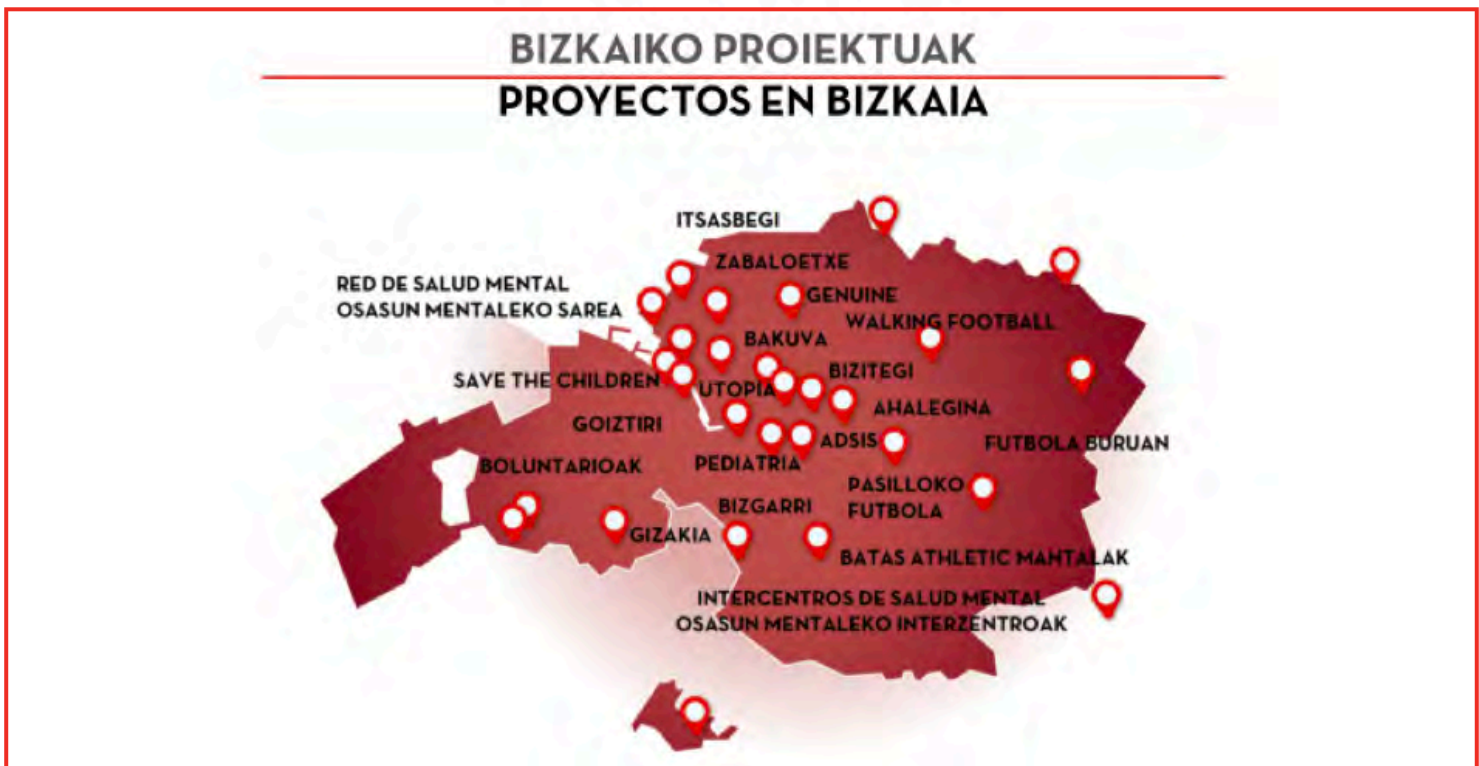 BIZKAIKO PROIEKTUAK
PROYECTOS EN BIZKAIA
ITSASBEGI
ZABALOETXE
RED DE SALUD MENTAL
OSASUN MENTALEKO SAREA
GENUINE
WALKING FOOTBALL
BAKUVA
BIZITEGI
SAVE THE CHILDREN
UTOPIA
AHALEGINA
GOIZTIRI
ADSIS
FUTBOLA BURUAN
BOLUNTARIOAK
PEDIATRIA
PASILLOKO
FUTBOLA
BIZGARRI
GIZAKIA
BATAS ATHLETIC MANTALAK
INTERCENTROS DE SALUD MENTAL
OSASUN MENTALEKO INTERZENTROAK